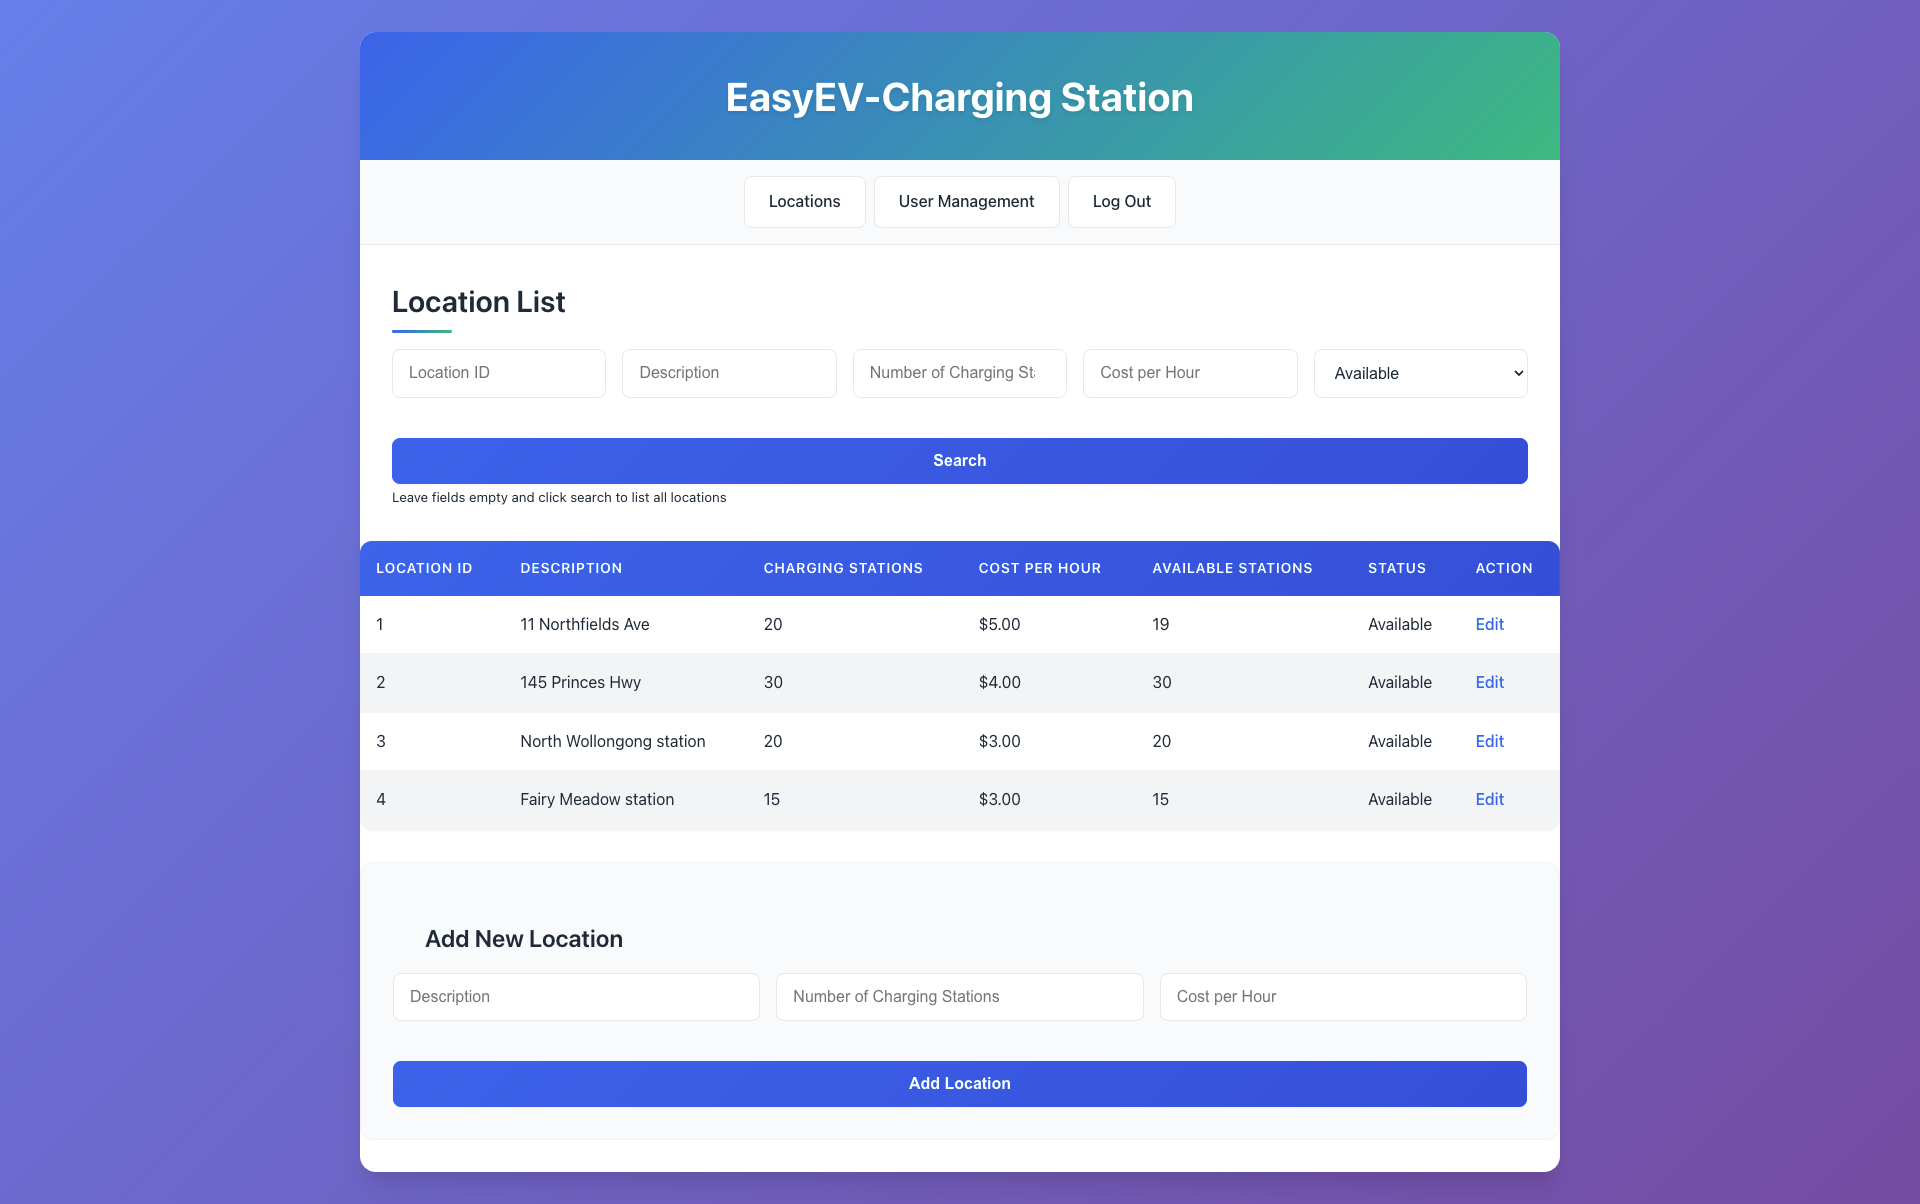 EasyEV-Charging Station
Locations User Management Log Out
Location List
Location ID Description Number of Charging St Cost per Hour Available
Search
Leave fields empty and click search to list all locations
LOCATION ID DESCRIPTION CHARGING STATIONS COST PER HOUR AVAILABLE STATIONS STATUS ACTION
1 11 Northfields Ave 20 $5.00 19 Available Edit
2 145 Princes Hwy 30 $4.00 30 Available Edit
3 North Wollongong station 20 $3.00 20 Available Edit
4 Fairy Meadow station 15 $3.00 15 Available Edit
Add New Location
Description Number of Charging Stations Cost per Hour
Add Location